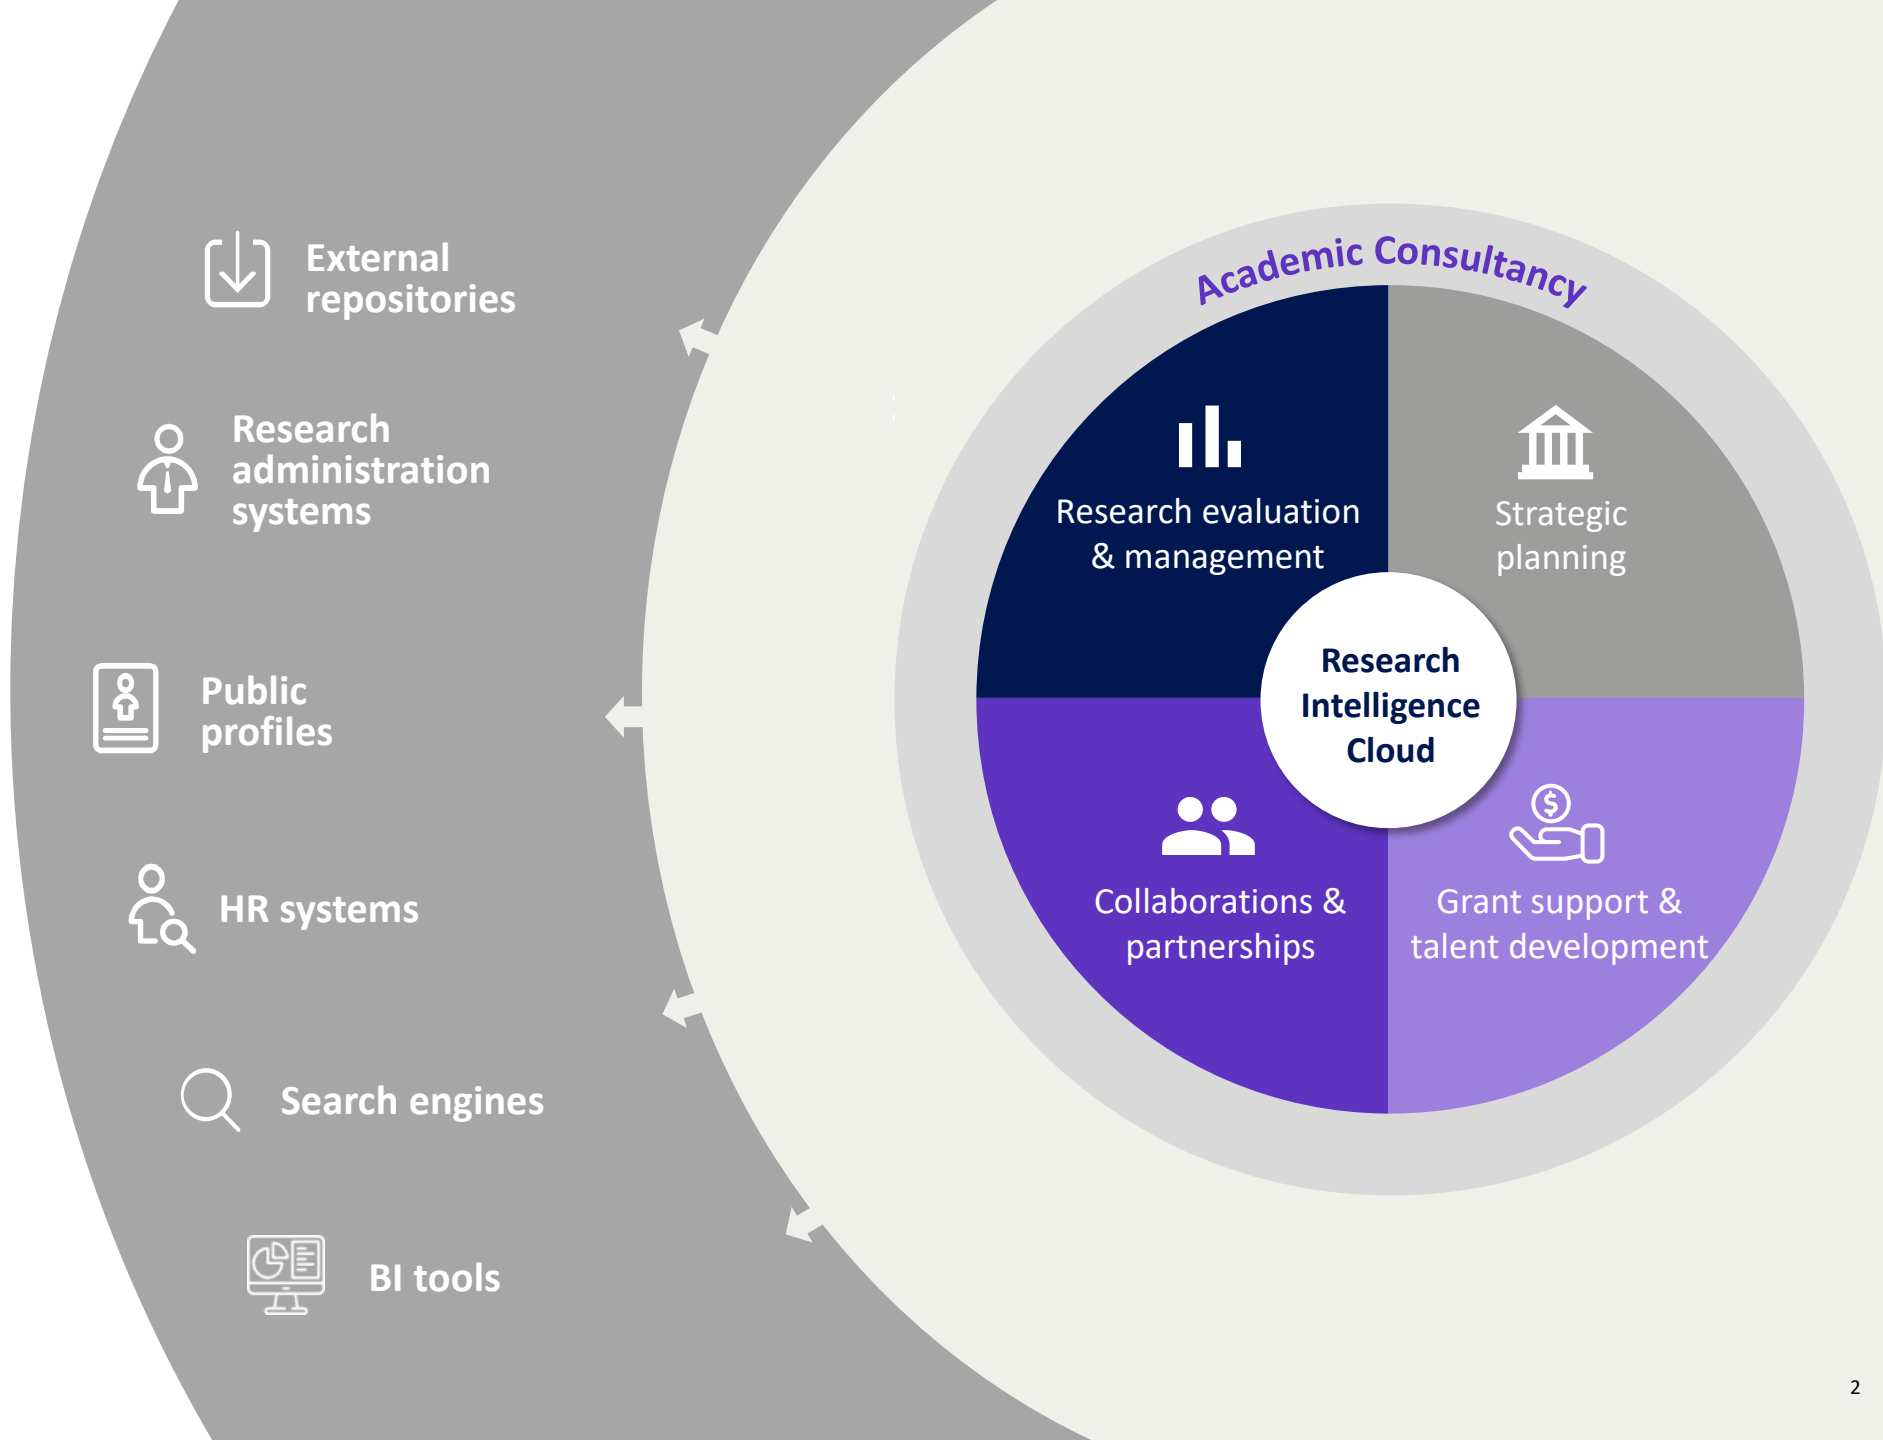 External
repositories
Research
administration
systems
Public
profiles
HR systems
Search engines
BI tools
Academic Consultancy
Research evaluation
& management
Strategic
planning
Research
Intelligence
Cloud
Collaborations &
partnerships
Grant support &
talent development
2